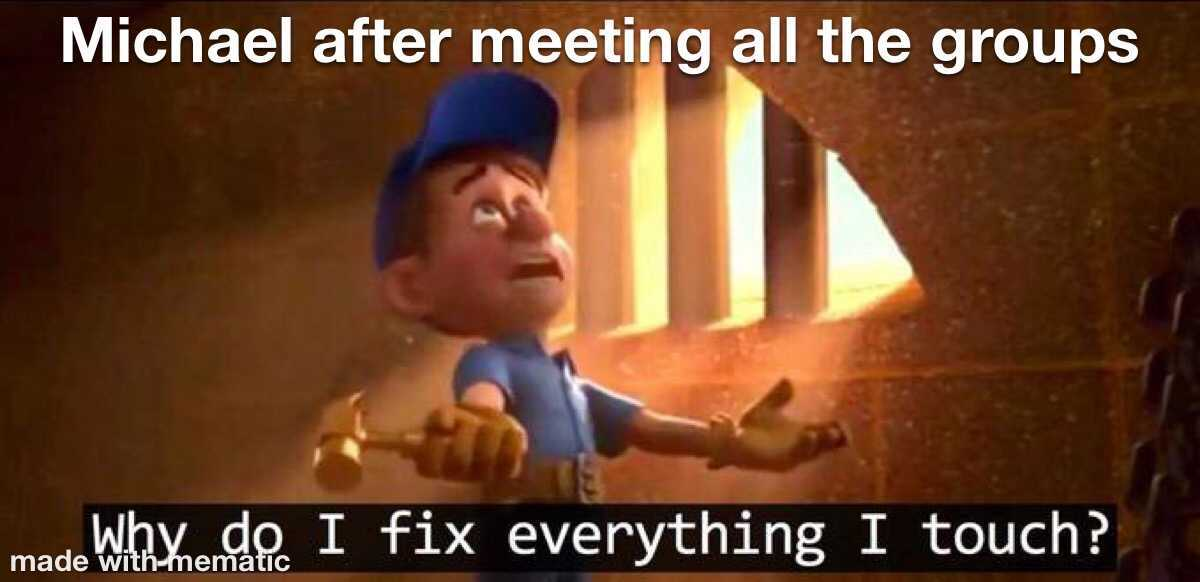 Michael after meeting all the groups
Why do I fix everything I touch?
made with mematic